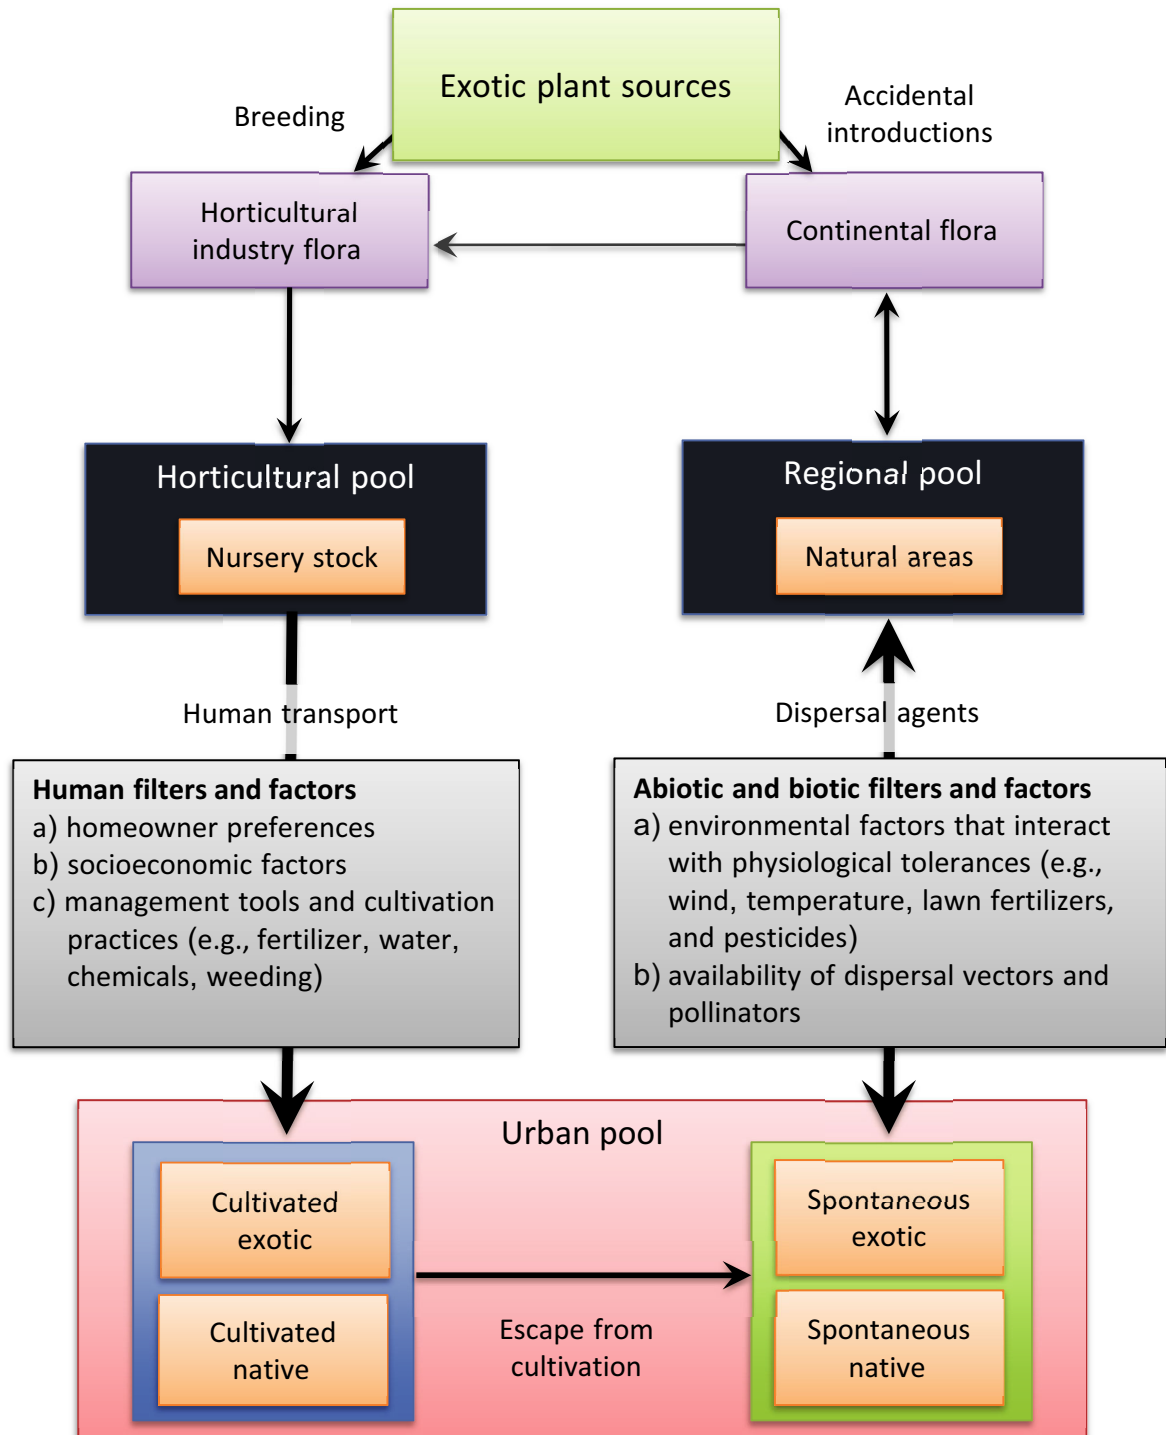 Exotic plant sources
Breeding
Accidental
introductions
Horticultural
industry flora
Continental flora
Horticultural pool
Nursery stock
Regional pool
Natural areas
Human transport
Dispersal agents
Human filters and factors
a) homeowner preferences
b) socioeconomic factors
c) management tools and cultivation
practices (e.g., fertilizer, water,
chemicals, weeding)
Abiotic and biotic filters and factors
a) environmental factors that interact
with physiological tolerances (e.g.,
wind, temperature, lawn fertilizers,
and pesticides)
b) availability of dispersal vectors and
pollinators
Urban pool
Cultivated
exotic
Cultivated
native
Escape from
cultivation
Spontaneous
exotic
Spontaneous
native